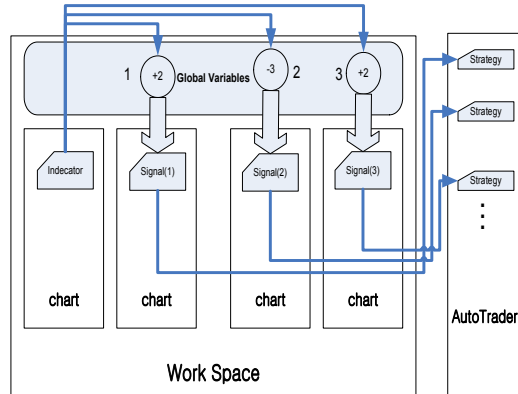 1
+2
Global Variables
-3
2
3
+2
Strategy
Strategy
Indecator
Signal(1)
Signal(2)
Signal(3)
Strategy
chart
chart
chart
chart
AutoTrader
Work Space